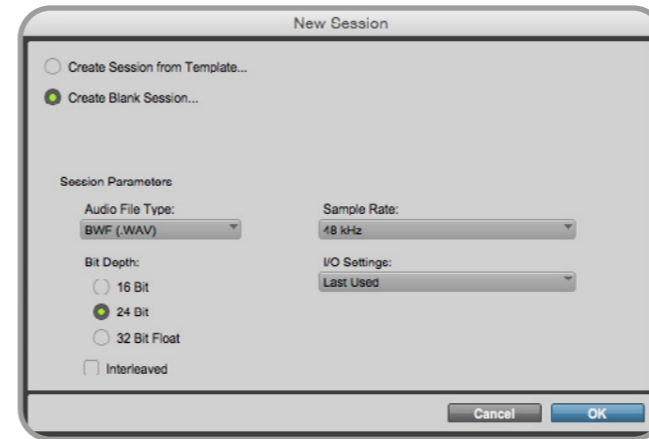 New Session
Create Session from Template...
Create Blank Session...
Session Parameters
Audio File Type:
BWF (.WAV)
Sample Rate:
48 kHz
Bit Depth:
16 Bit
24 Bit
32 Bit Float
I/O Settings:
Last Used
Interleaved
Cancel
OK